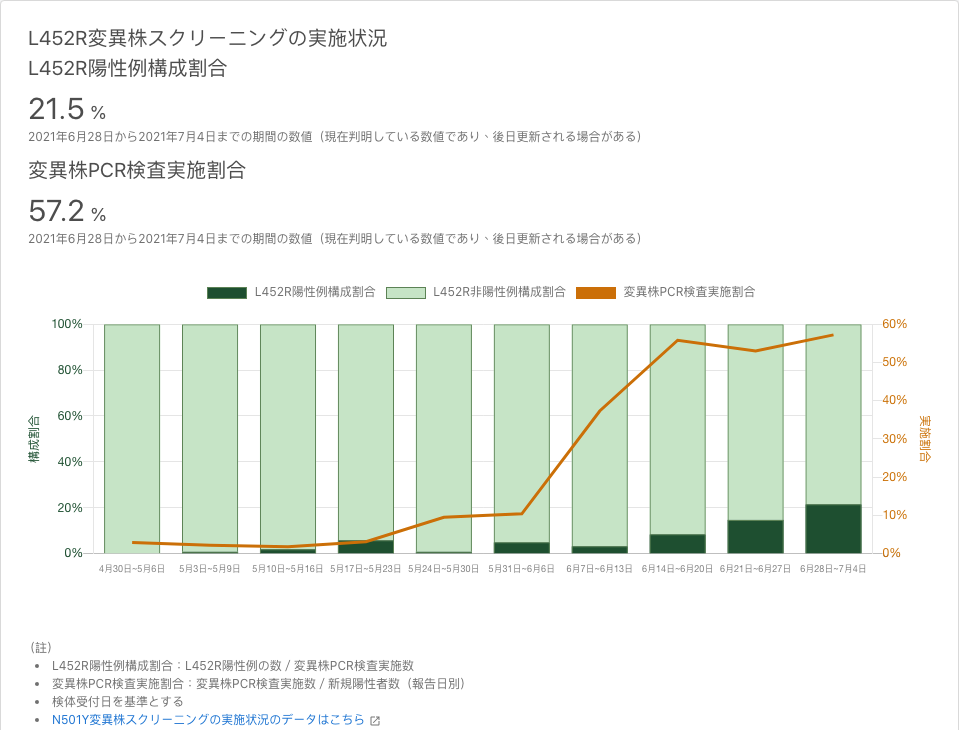 L452R変異株スクリーニングの実施状況
L452R陽性例構成割合
21.5 %
2021年6月28日から2021年7月4日までの期間の数値（現在判明している数値であり、後日更新される場合がある）
変異株PCR検査実施割合
57.2 %
2021年6月28日から2021年7月4日までの期間の数値（現在判明している数値であり、後日更新される場合がある）
L452R陽性例構成割合 L452R非陽性例構成割合 変異株PCR検査実施割合
構成割合
100%
80%
60%
40%
20%
0%
60%
50%
40%
30%
20%
10%
0%
実施割合
4月30日~5月6日 5月3日~5月9日 5月10日~5月16日 5月17日~5月23日 5月24日~5月30日 5月31日~6月6日 6月7日~6月13日 6月14日~6月20日 6月21日~6月27日 6月28日~7月4日
（註）
• L452R陽性例構成割合：L452R陽性例の数 / 変異株PCR検査実施数
• 変異株PCR検査実施割合：変異株PCR検査実施数 / 新規陽性者数（報告日別）
• 検体受付日を基準とする
• N501Y変異株スクリーニングの実施状況のデータはこちら